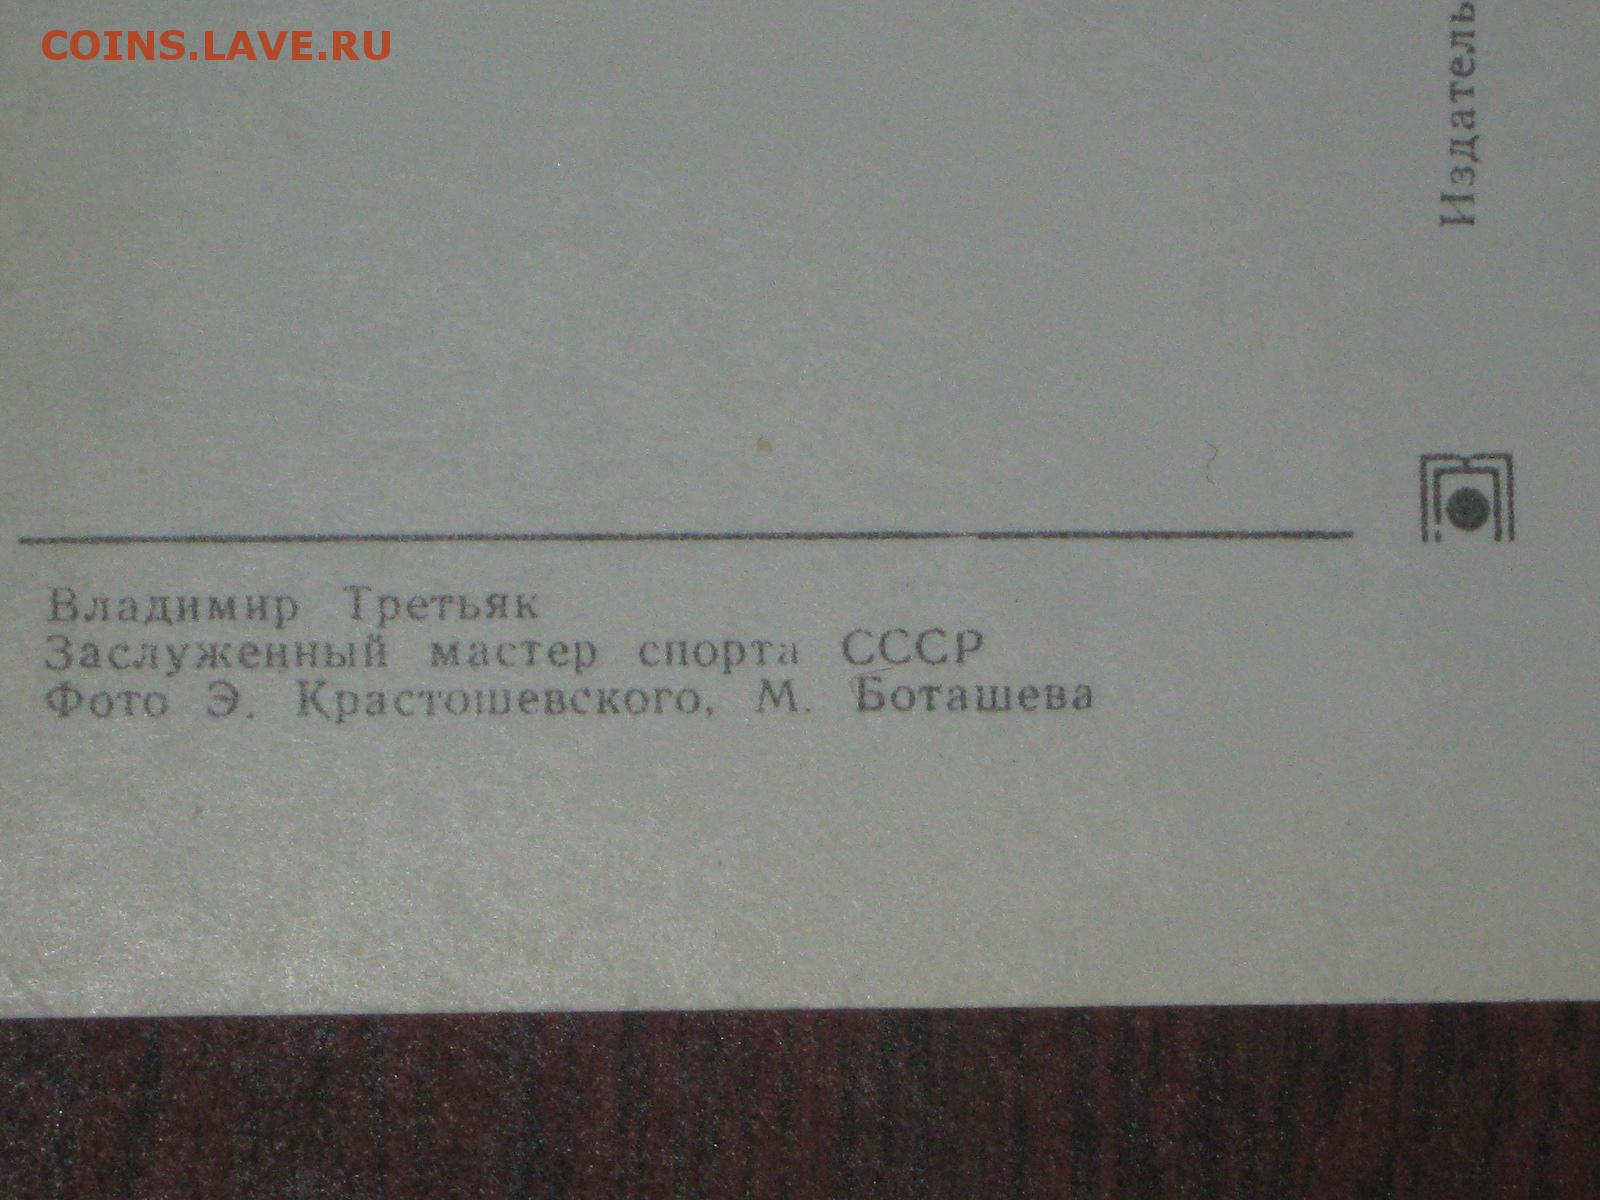 COINS.LAVE.RU
Издатель
Владимир Третьяк
Заслуженный мастер спорта СССР
Фото Э. Крастошевского, М. Боташева